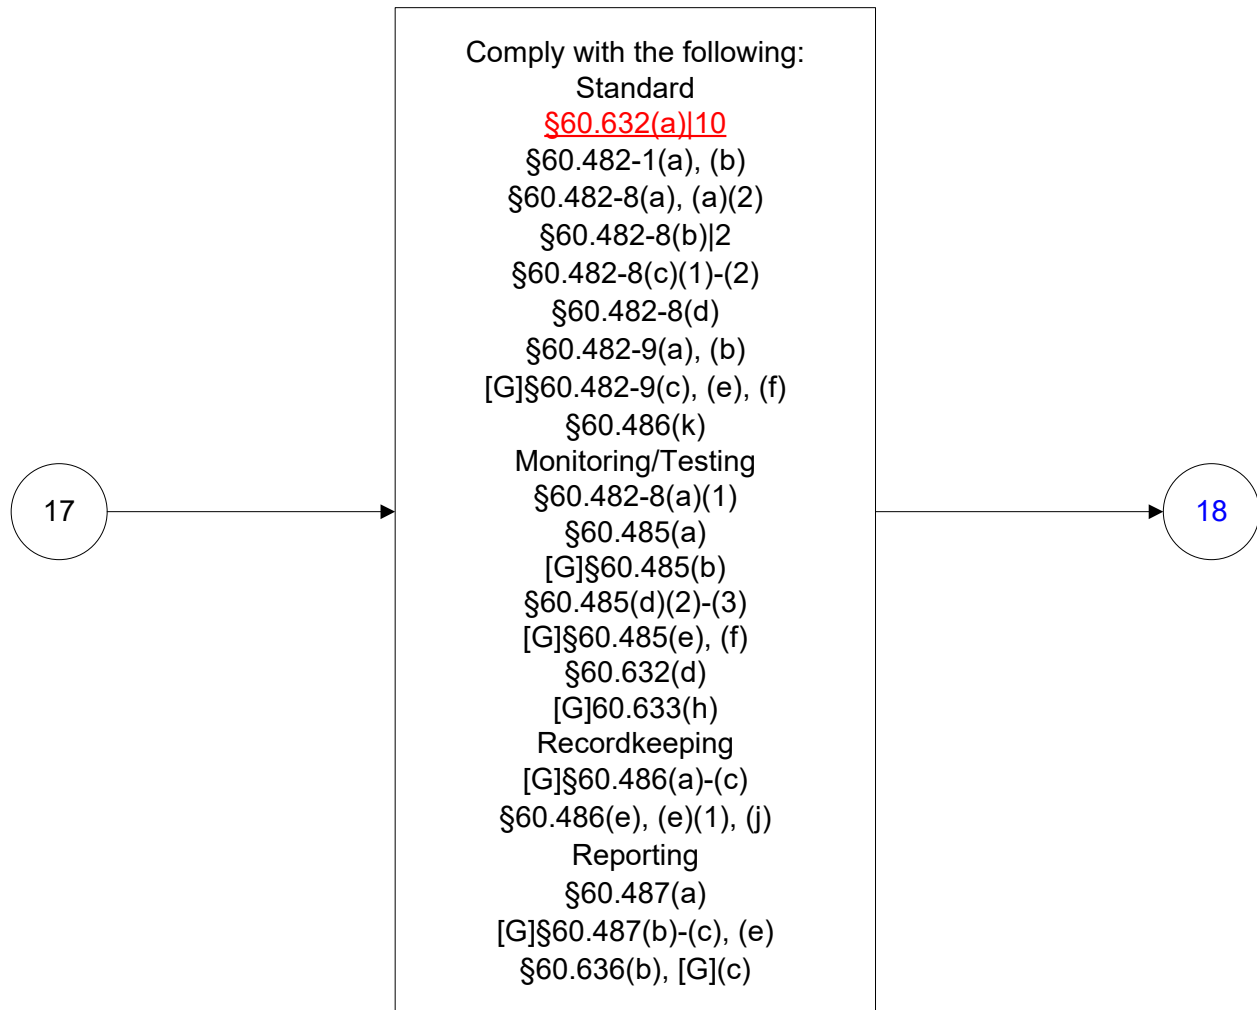 Comply with the following:
Standard
§60.632(a)|10
§60.482-1(a), (b)
§60.482-8(a), (a)(2)
§60.482-8(b)|2
§60.482-8(c)(1)-(2)
§60.482-8(d)
§60.482-9(a), (b)
[G]§60.482-9(c), (e), (f)
§60.486(k)
Monitoring/Testing
§60.482-8(a)(1)
§60.485(a)
[G]§60.485(b)
§60.485(d)(2)-(3)
[G]§60.485(e), (f)
§60.632(d)
[G]60.633(h)
Recordkeeping
[G]§60.486(a)-(c)
§60.486(e), (e)(1), (j)
Reporting
§60.487(a)
[G]§60.487(b)-(c), (e)
§60.636(b), [G](c)
17
18